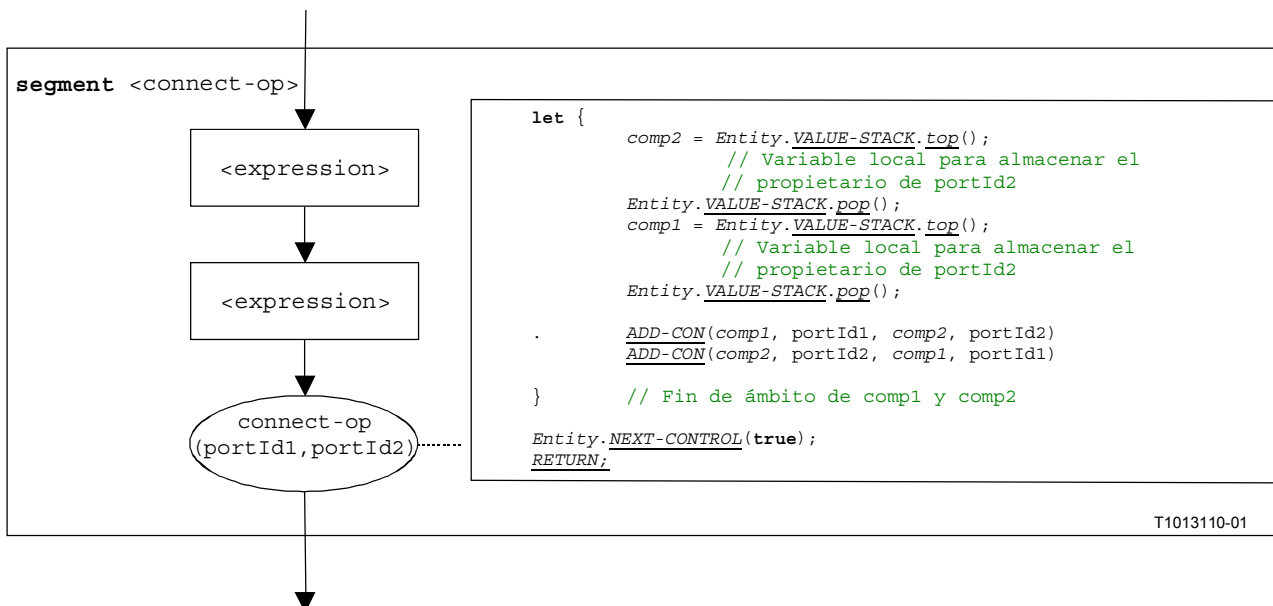 segment <connect-op>
<expression>
<expression>
connect-op
(portId1,portId2)
let {
comp2 = Entity.VALUE-STACK.top();
// Variable local para almacenar el
// propietario de portId2
Entity.VALUE-STACK.pop();
comp1 = Entity.VALUE-STACK.top();
// Variable local para almacenar el
// propietario de portId2
Entity.VALUE-STACK.pop();
. ADD-CON(comp1, portId1, comp2, portId2)
ADD-CON(comp2, portId2, comp1, portId1)
} // Fin de ámbito de comp1 y comp2
Entity.NEXT-CONTROL(true);
RETURN;
T1013110-01